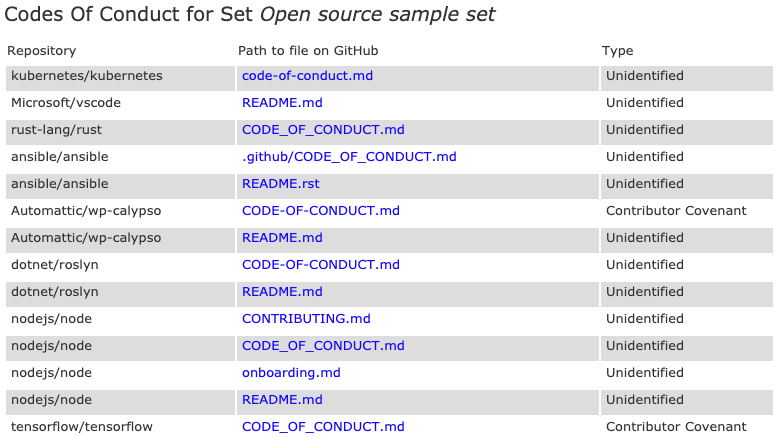 Codes Of Conduct for Set Open source sample set
Repository Path to file on GitHub Type
kubernetes/kubernetes code-of-conduct.md Unidentified
Microsoft/vscode README.md Unidentified
rust-lang/rust CODE_OF_CONDUCT.md Unidentified
ansible/ansible .github/CODE_OF_CONDUCT.md Unidentified
ansible/ansible README.rst Unidentified
Automattic/wp-calypso CODE-OF-CONDUCT.md Contributor Covenant
Automattic/wp-calypso README.md Unidentified
dotnet/roslyn CODE-OF-CONDUCT.md Unidentified
dotnet/roslyn README.md Unidentified
nodejs/node CONTRIBUTING.md Unidentified
nodejs/node CODE_OF_CONDUCT.md Unidentified
nodejs/node onboarding.md Unidentified
nodejs/node README.md Unidentified
tensorflow/tensorflow CODE_OF_CONDUCT.md Contributor Covenant